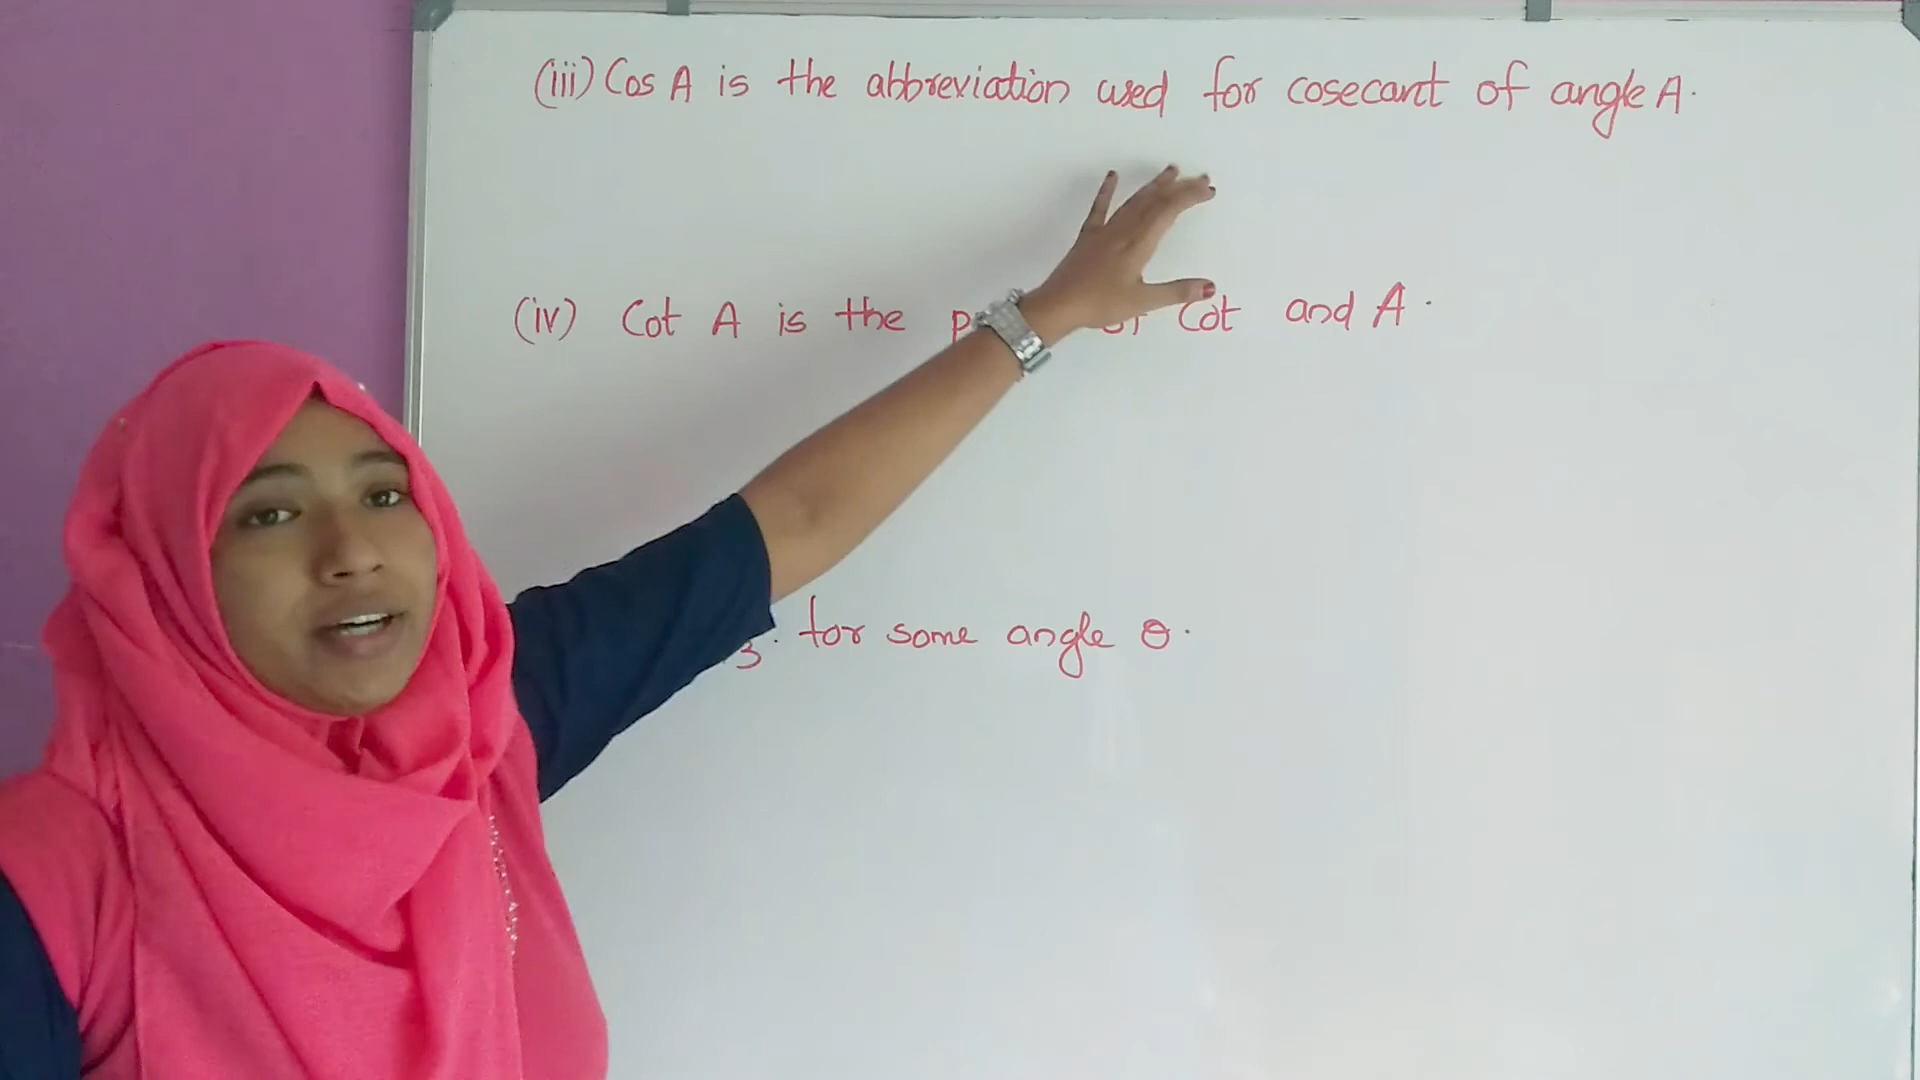 (iii) Cos A is the abbreviation used for cosecant of angle A.
(iv) Cot A is the Cot and A.
3 for some angle θ.